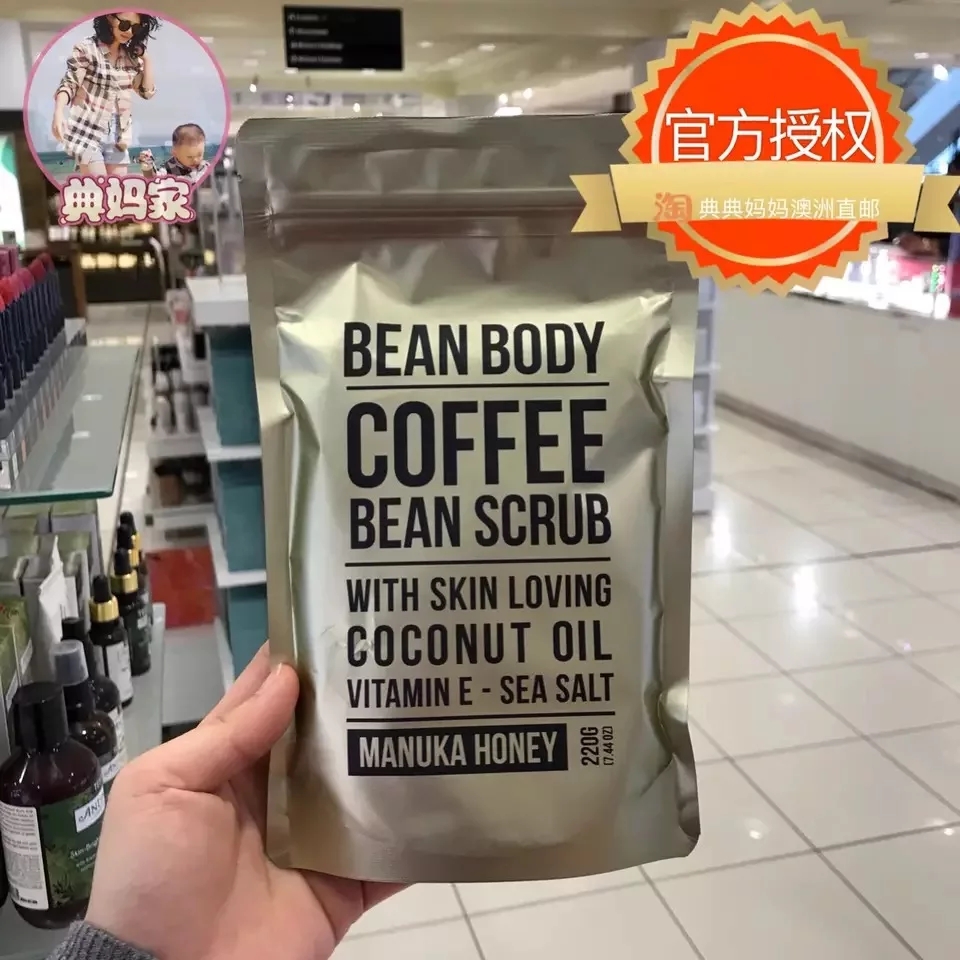 典妈家
官方授权
淘 典典妈妈澳洲直邮
BEAN BODY
COFFEE
BEAN SCRUB
WITH SKIN LOVING
COCONUT OIL
VITAMIN E - SEA SALT
MANUKA HONEY
220G
(7.44 OZ)